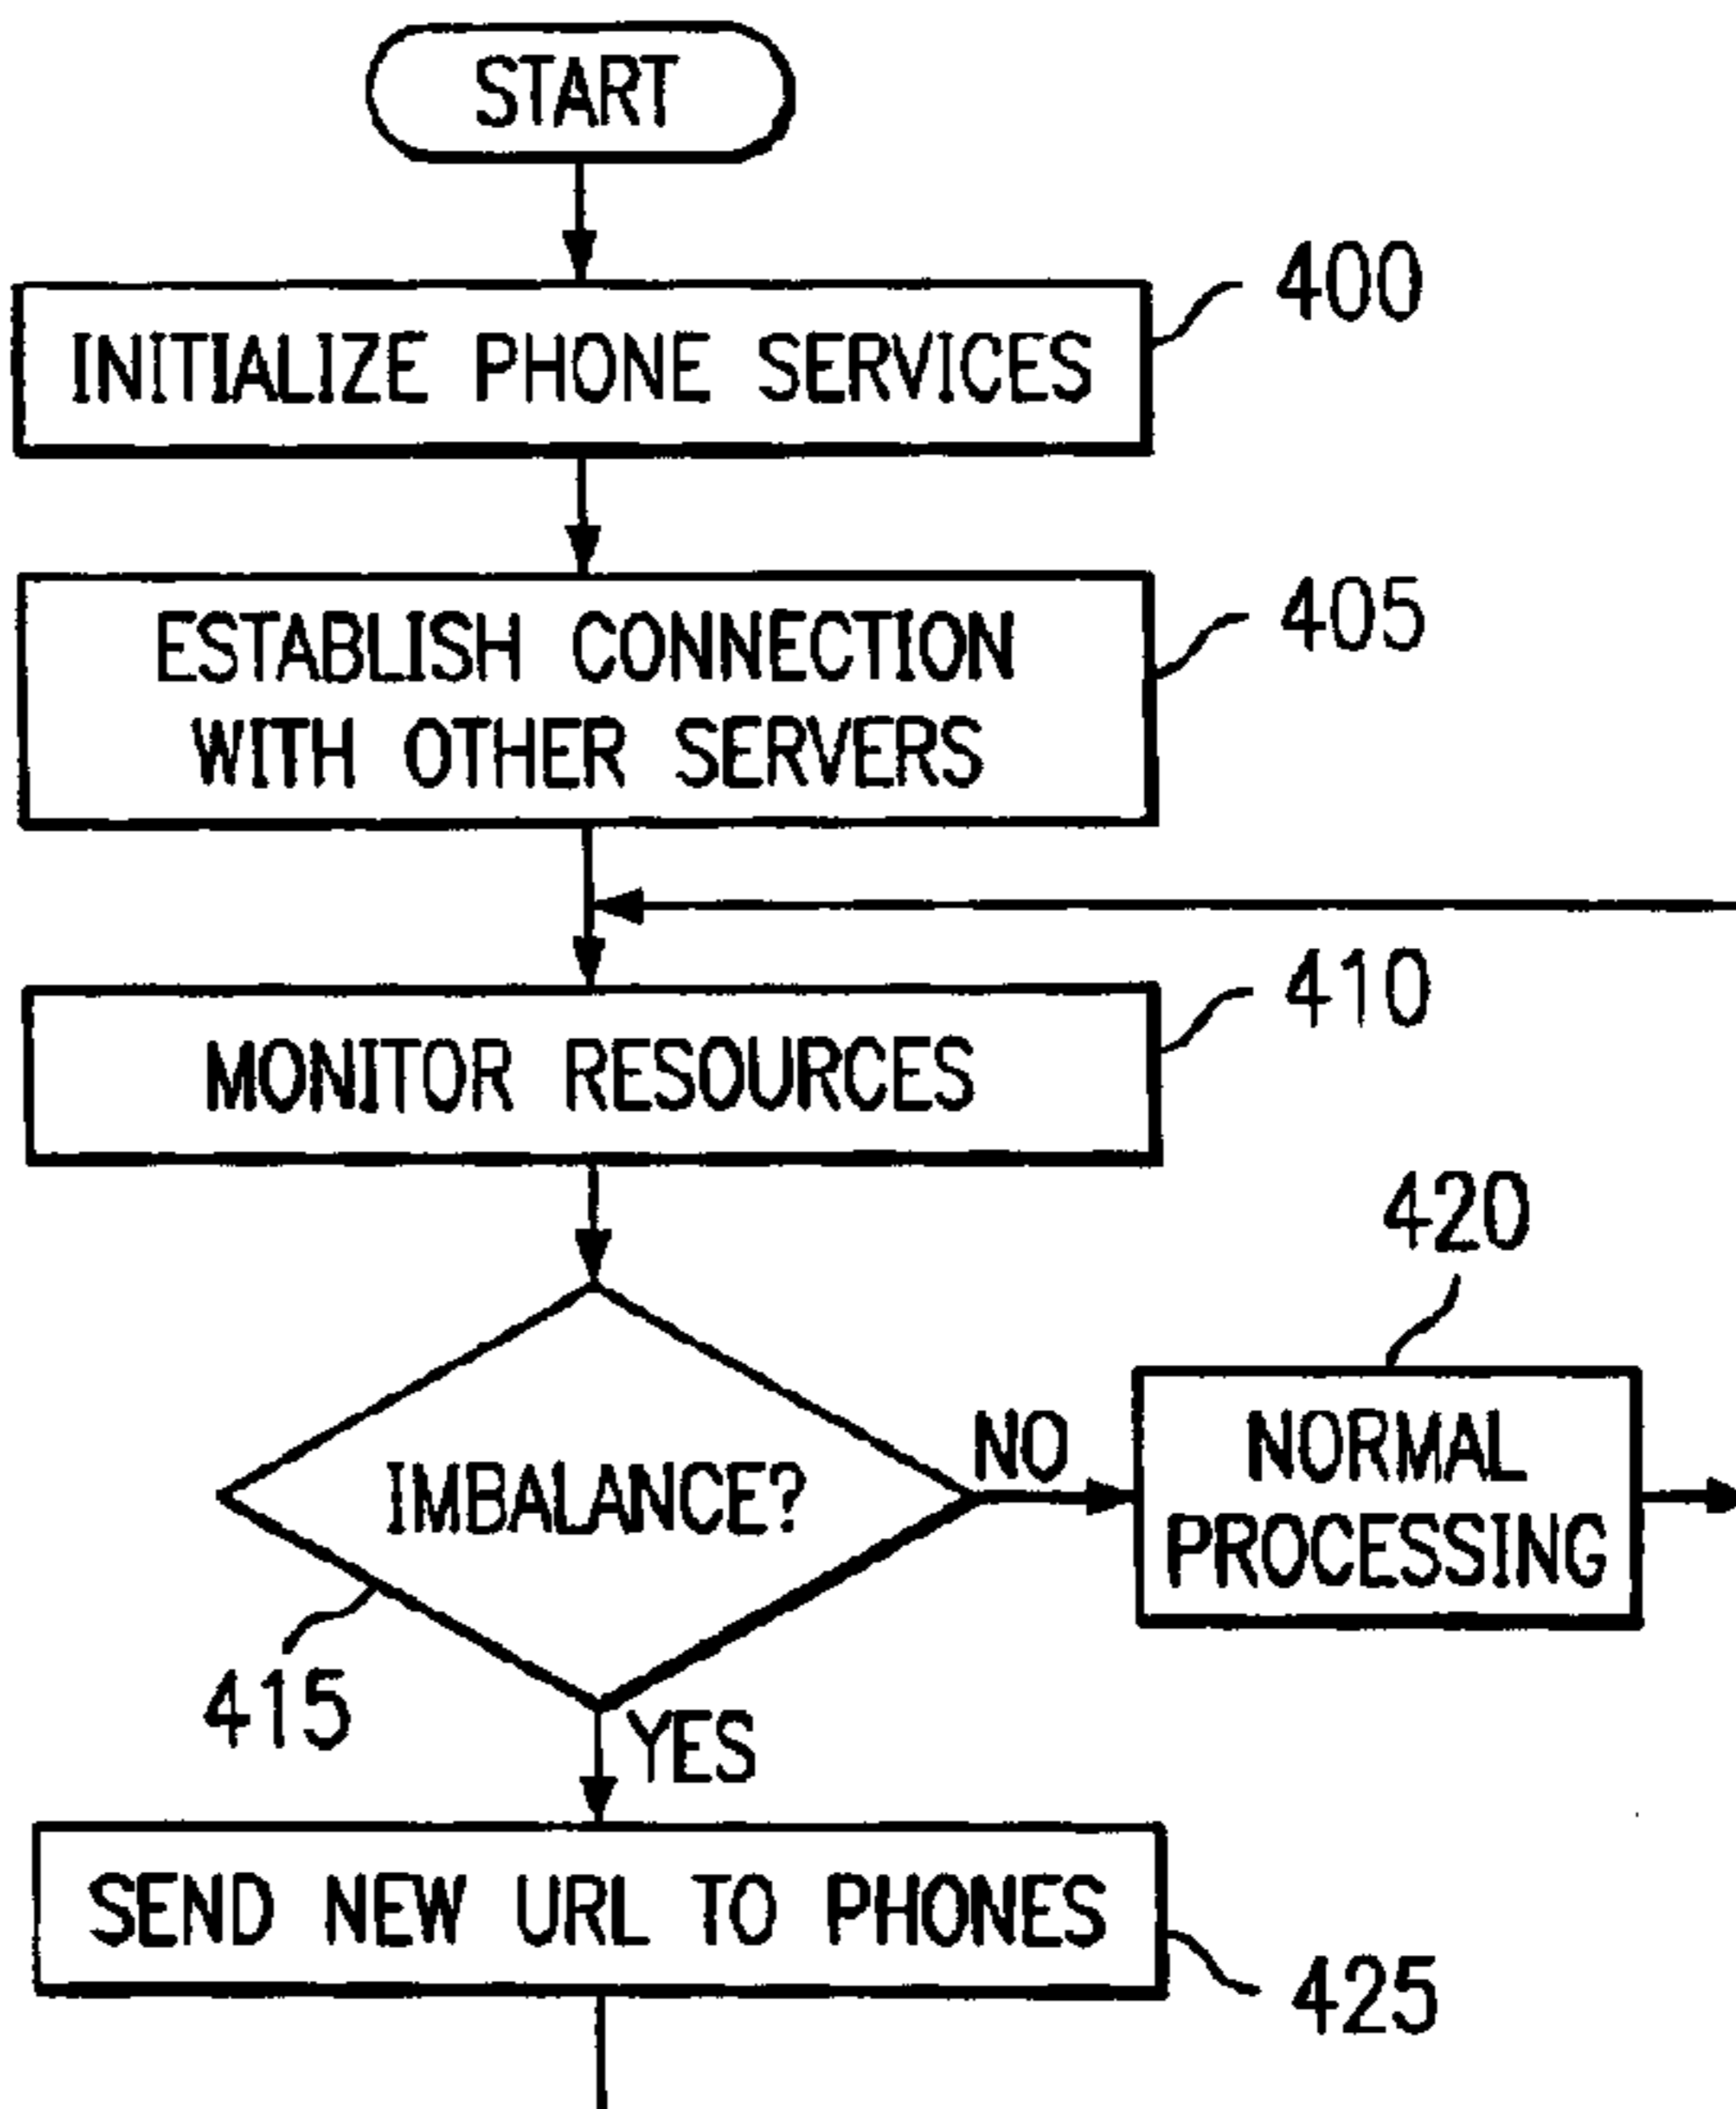 START
400
INITIALIZE PHONE SERVICES
405
ESTABLISH CONNECTION
WITH OTHER SERVERS
410
MONITOR RESOURCES
420
IMBALANCE?
NO
NORMAL
PROCESSING
415
YES
SEND NEW URL TO PHONES
425